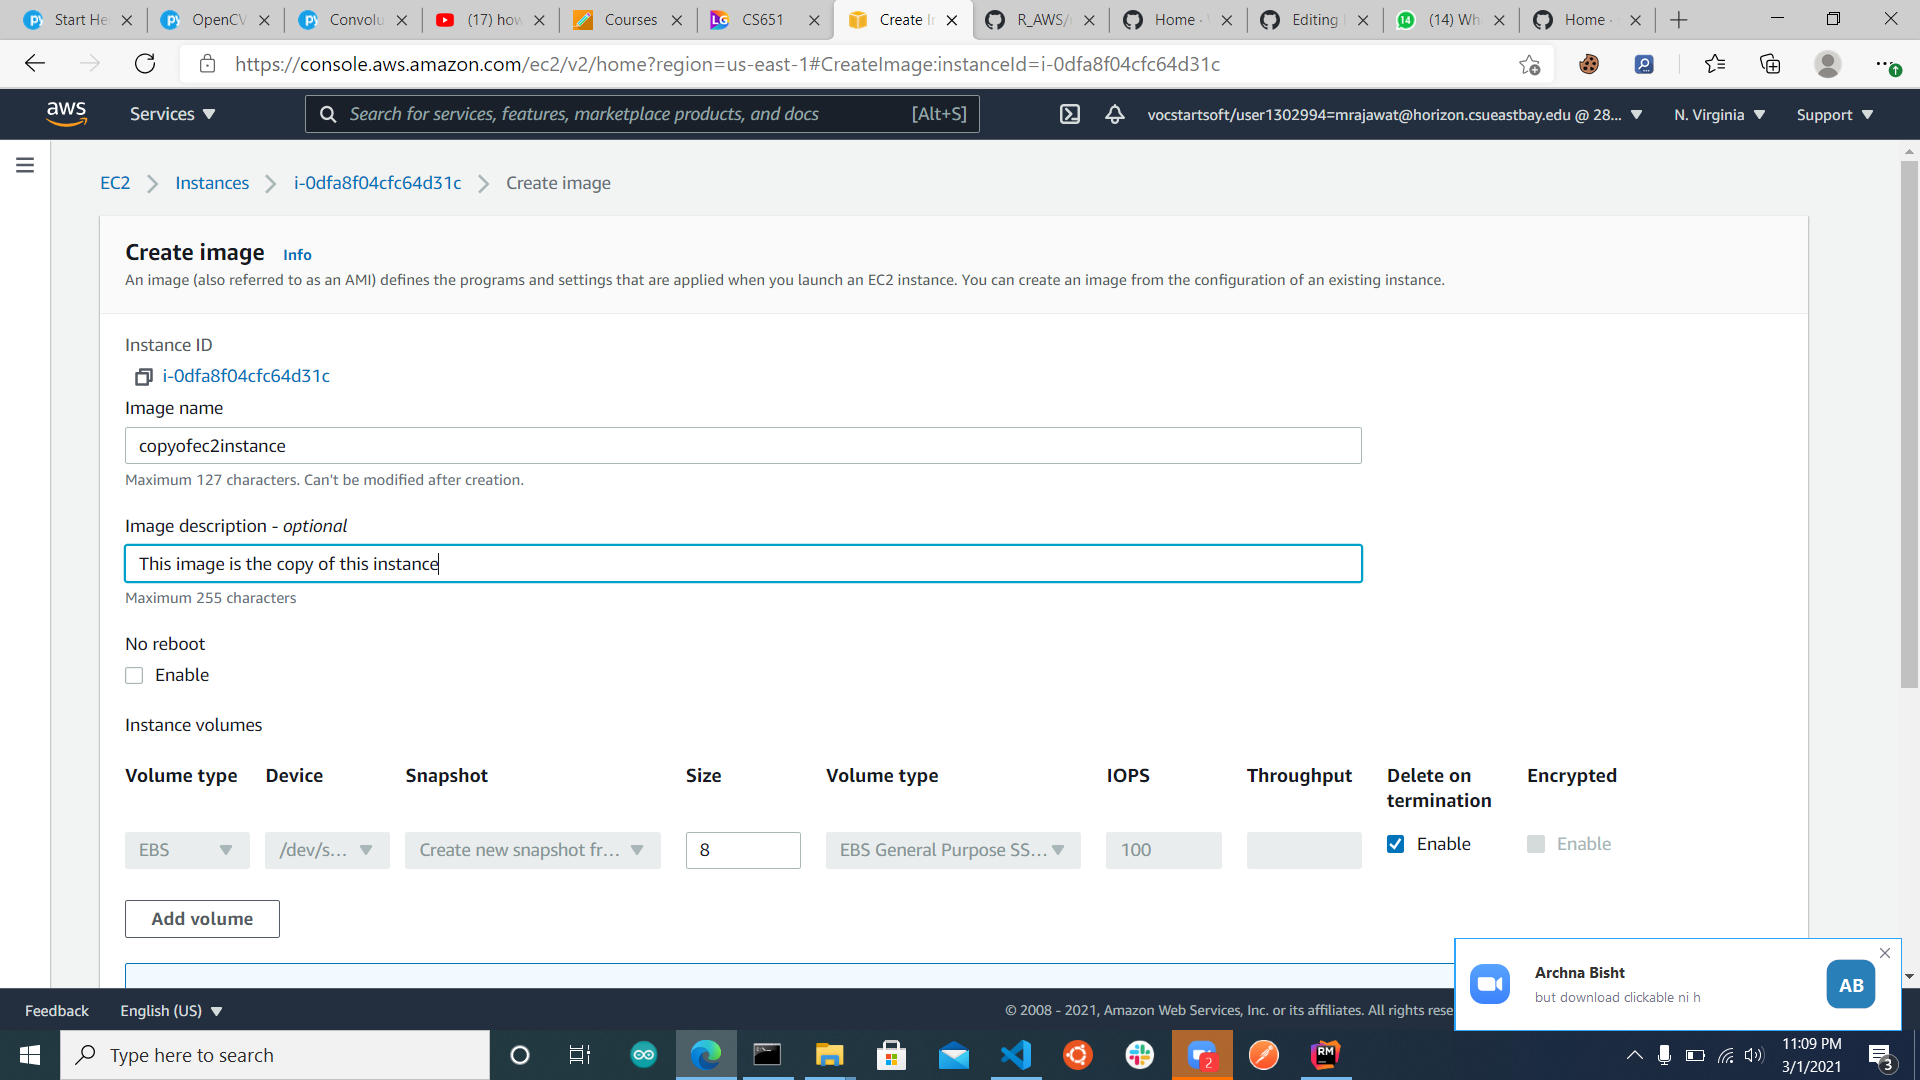 Start He
OpenCV
Convolu
(17) how
Courses
CS651
Create In
R_AWS/
Home ·
Editing
(14) Wh
Home ·
https://console.aws.amazon.com/ec2/v2/home?region=us-east-1#CreateImage:instanceId=i-0dfa8f04cfc64d31c
aws
Services
Search for services, features, marketplace products, and docs
[Alt+S]
vocstartsoft/user1302994=mrajawat@horizon.csueastbay.edu @ 28...
N. Virginia
Support
EC2
Instances
i-0dfa8f04cfc64d31c
Create image
Create image Info
An image (also referred to as an AMI) defines the programs and settings that are applied when you launch an EC2 instance. You can create an image from the configuration of an existing instance.
Instance ID
i-0dfa8f04cfc64d31c
Image name
copyofec2instance
Maximum 127 characters. Can't be modified after creation.
Image description - optional
This image is the copy of this instance
Maximum 255 characters
No reboot
Enable
Instance volumes
Volume type Device Snapshot Size Volume type IOPS Throughput Delete on termination Encrypted
EBS /dev/s... Create new snapshot fr... 8 EBS General Purpose SS... 100 Enable Enable
Add volume
Archna Bisht
but download clickable ni h
AB
Feedback
English (US)
© 2008 - 2021, Amazon Web Services, Inc. or its affiliates. All rights rese
Type here to search
2
RM
11:09 PM
3/1/2021
3